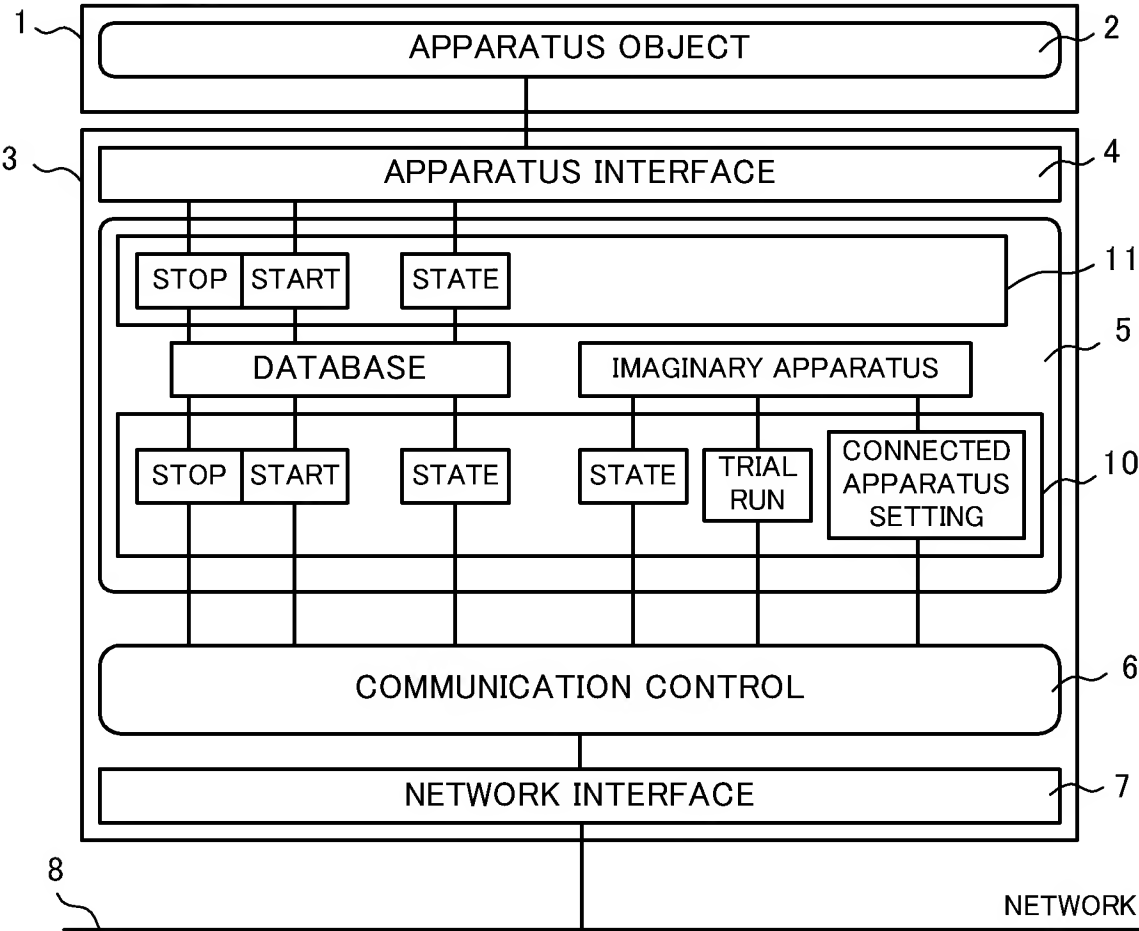 1
APPARATUS OBJECT
2
3
APPARATUS INTERFACE
4
STOP START STATE
11
5
DATABASE
IMAGINARY APPARATUS
STOP START STATE STATE
TRIAL
RUN
CONNECTED
APPARATUS
SETTING
10
COMMUNICATION CONTROL
6
NETWORK INTERFACE
7
8
NETWORK